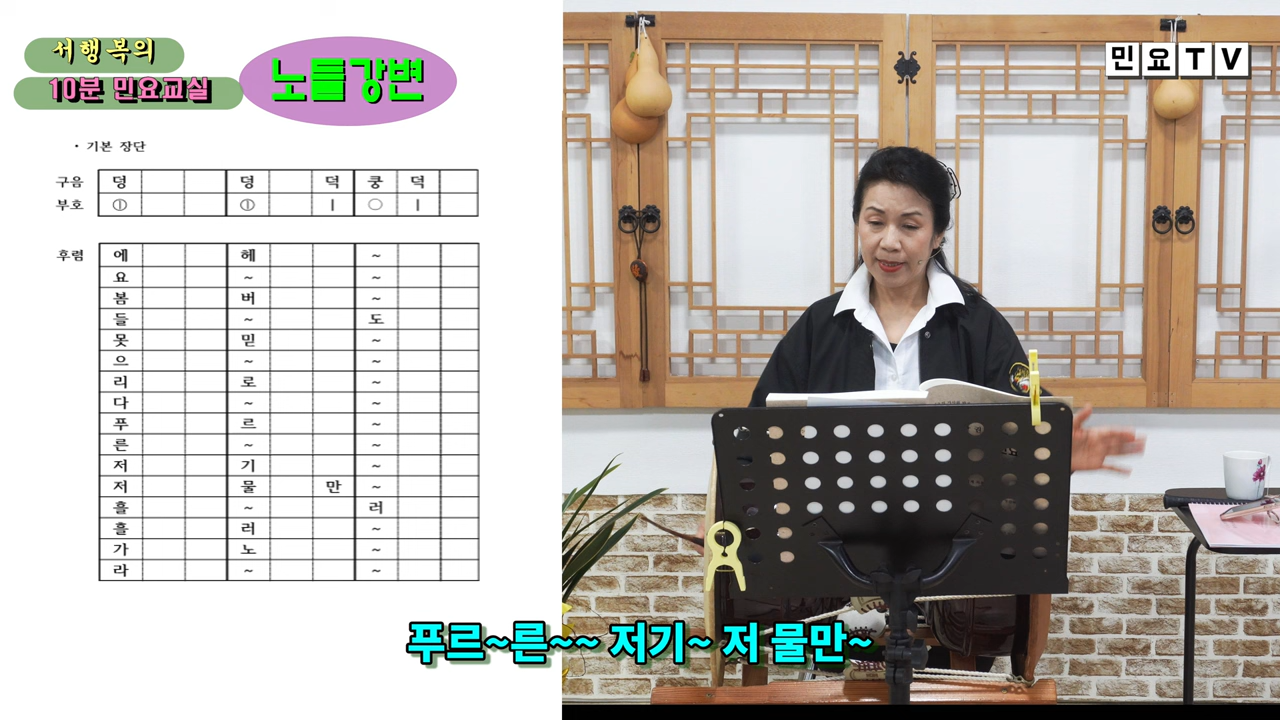 서행복의
10분 민요교실
노들강변
민요TV
• 기본 장단
구음 덩 덩 덕 쿵 덕
부호 ⏀ ⏀ | ○ |
후렴 에 헤 ~
요 ~ ~
봄 버 ~
들 ~ 도
못 믿 ~
으 ~ ~
리 로 ~
다 ~ ~
푸 르 ~
른 ~ ~
저 기 ~
저 물 만 ~
흘 ~ 러
흘 러 ~
가 노 ~
라 ~ ~
푸르~른~~ 저기~ 저 물만~